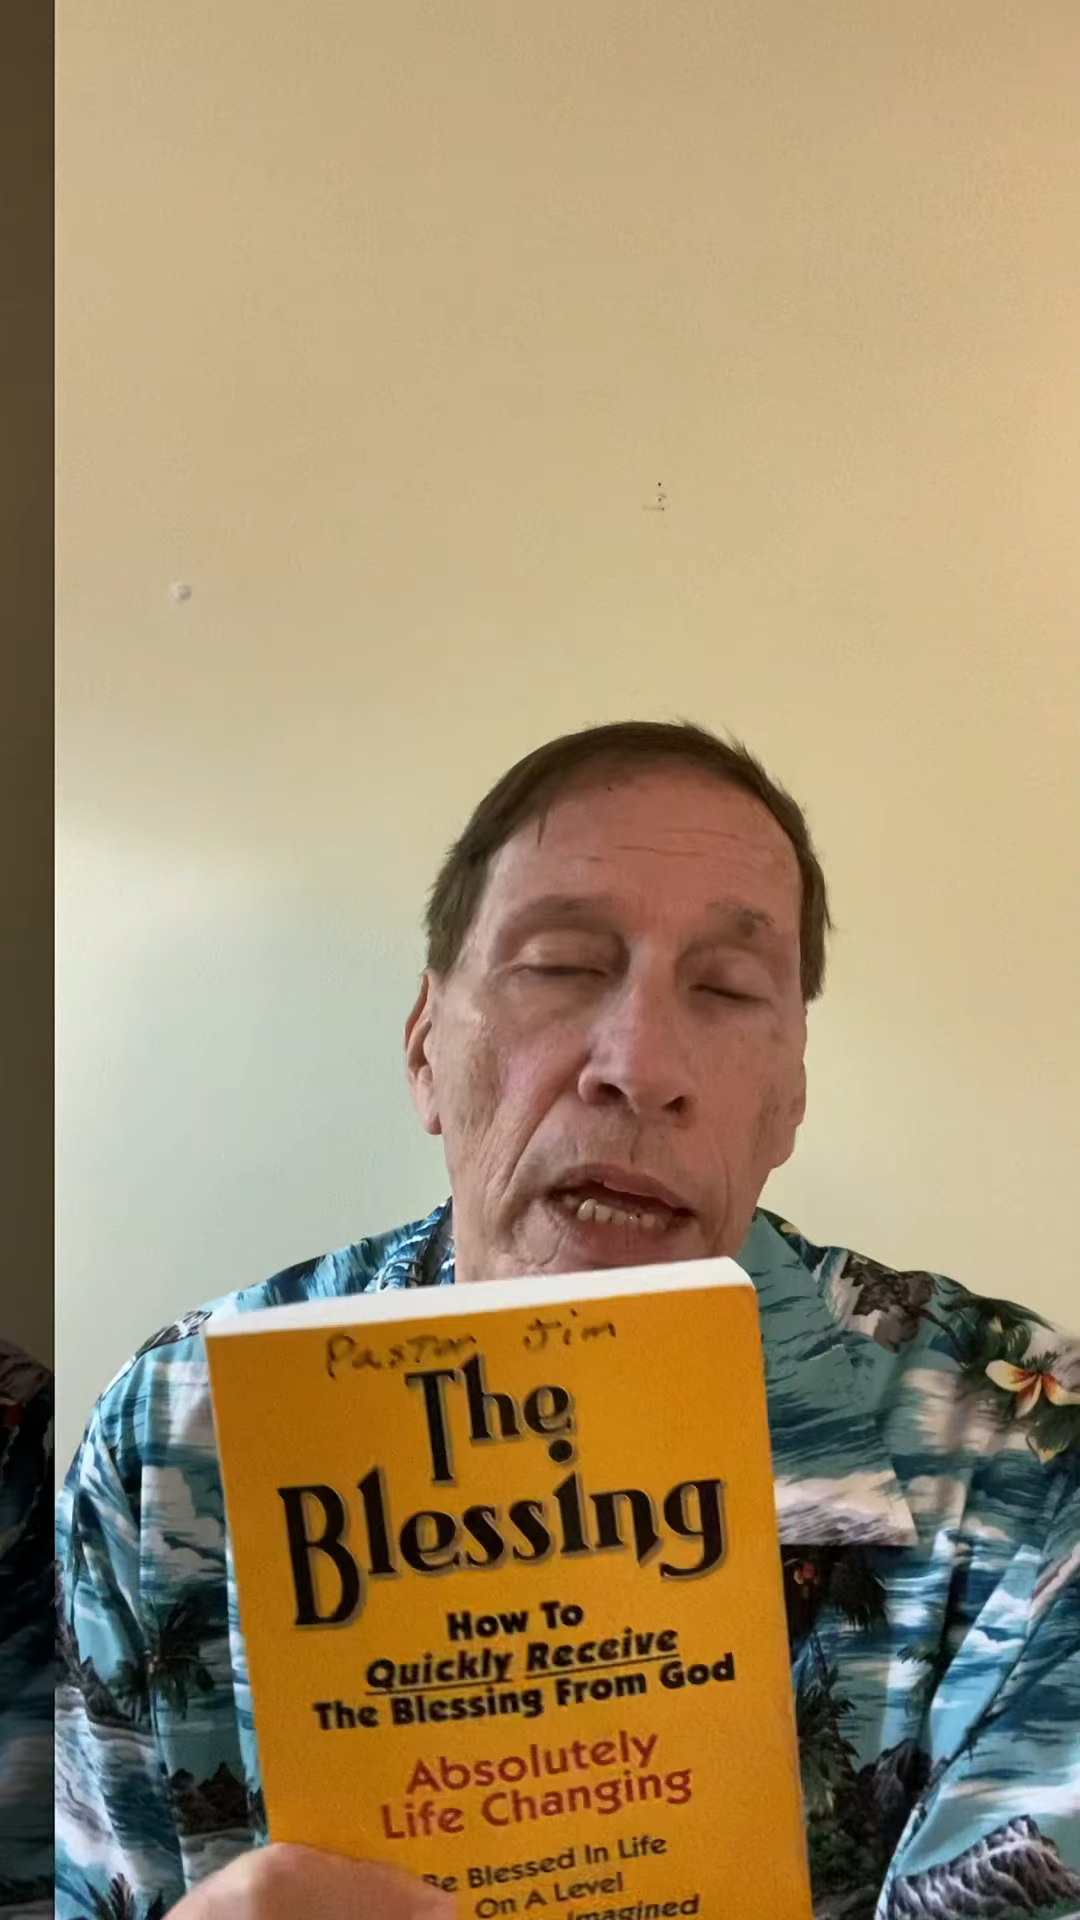 Pastor Jim
The
Blessing
How To
Quickly Receive
The Blessing From God
Absolutely
Life Changing
Be Blessed In Life
On A Level
Imagined